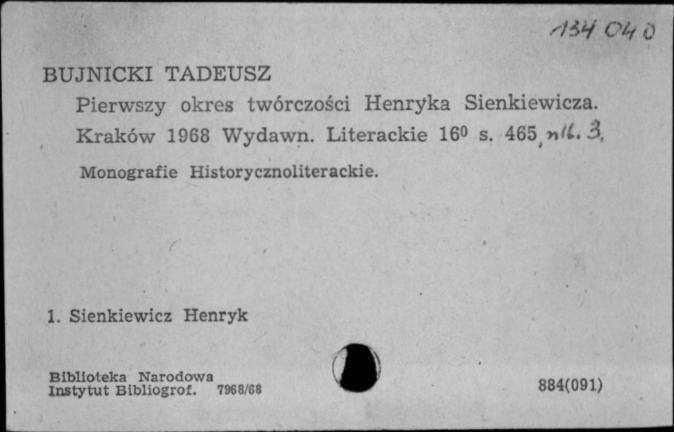 134 040
BUJNICKI TADEUSZ
Pierwszy okres twórczości Henryka Sienkiewicza.
Kraków 1968 Wydawn. Literackie 16⁰ s. 465, nlb. 3.
Monografie Historycznoliterackie.
1. Sienkiewicz Henryk
Biblioteka Narodowa
Instytut Bibliogrof. 7968/68
884(091)